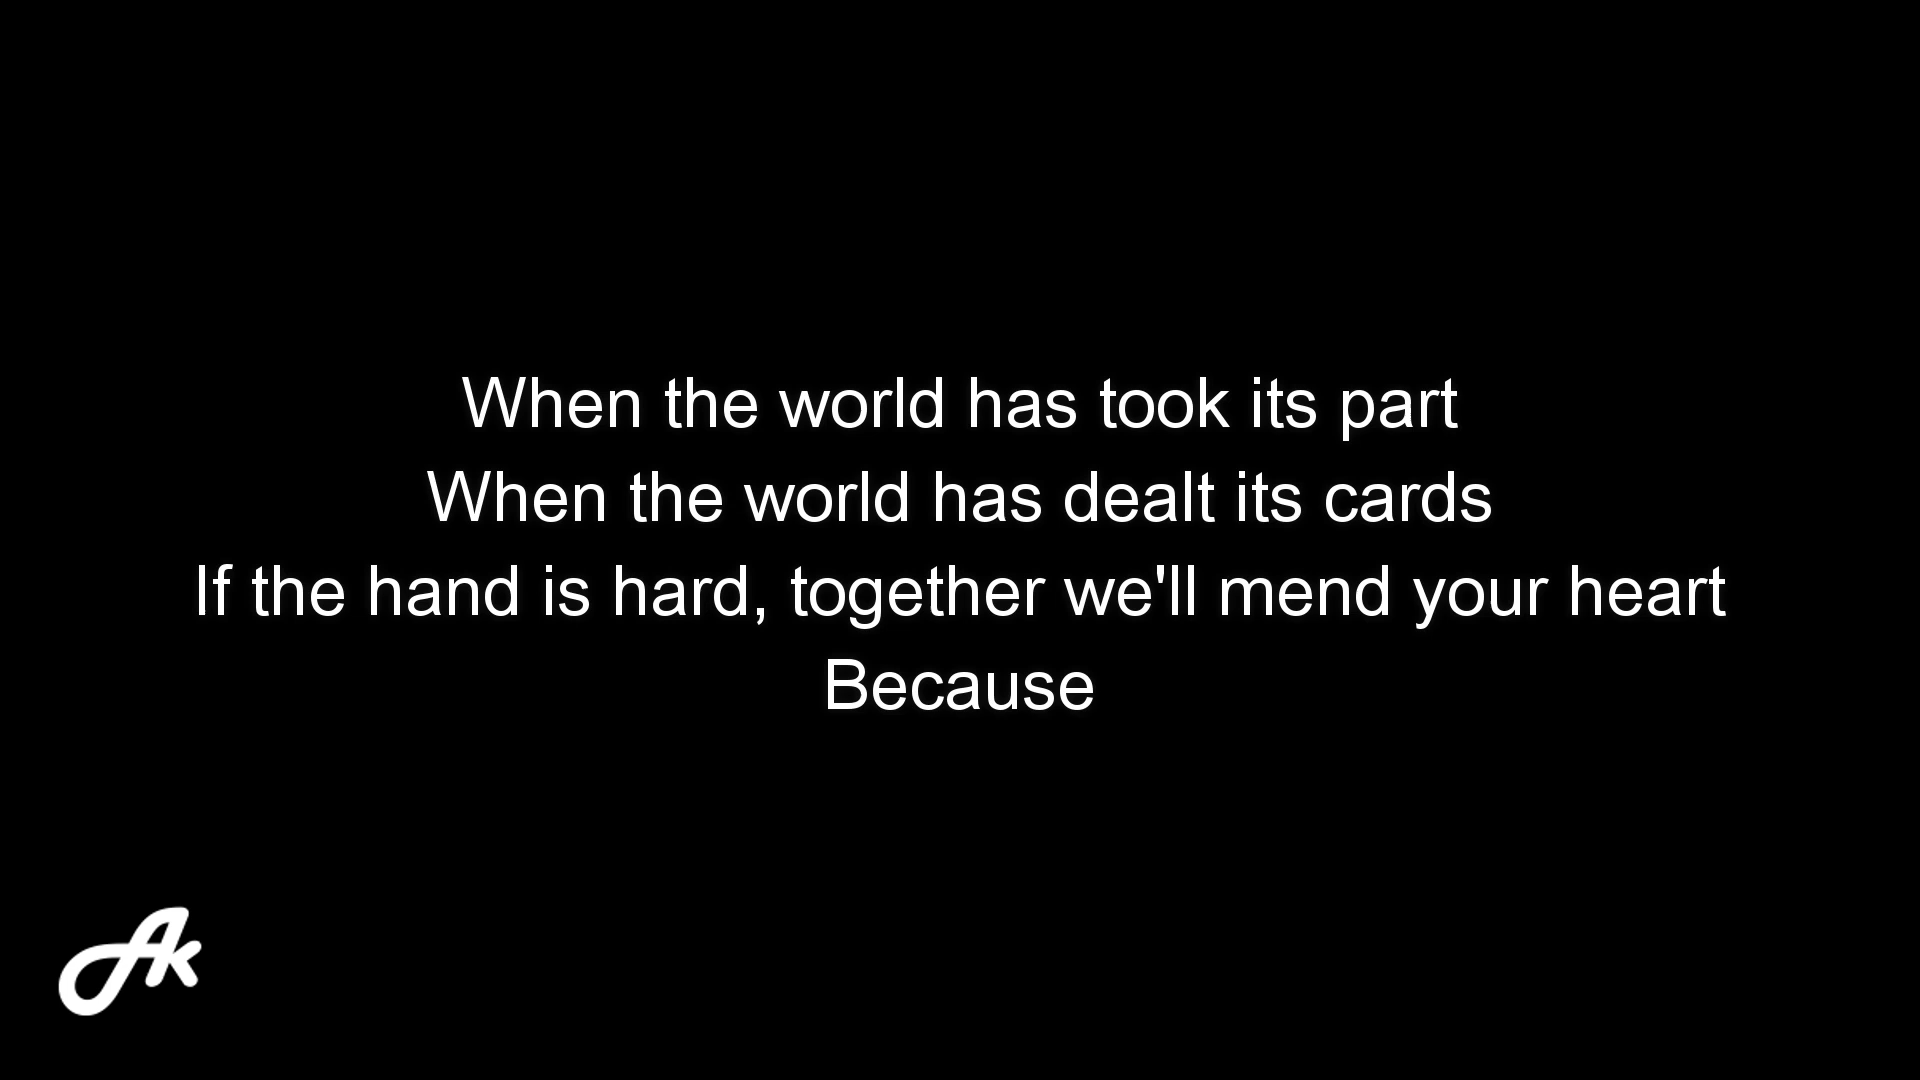 When the world has took its part
When the world has dealt its cards
If the hand is hard, together we'll mend your heart
Because
Ak